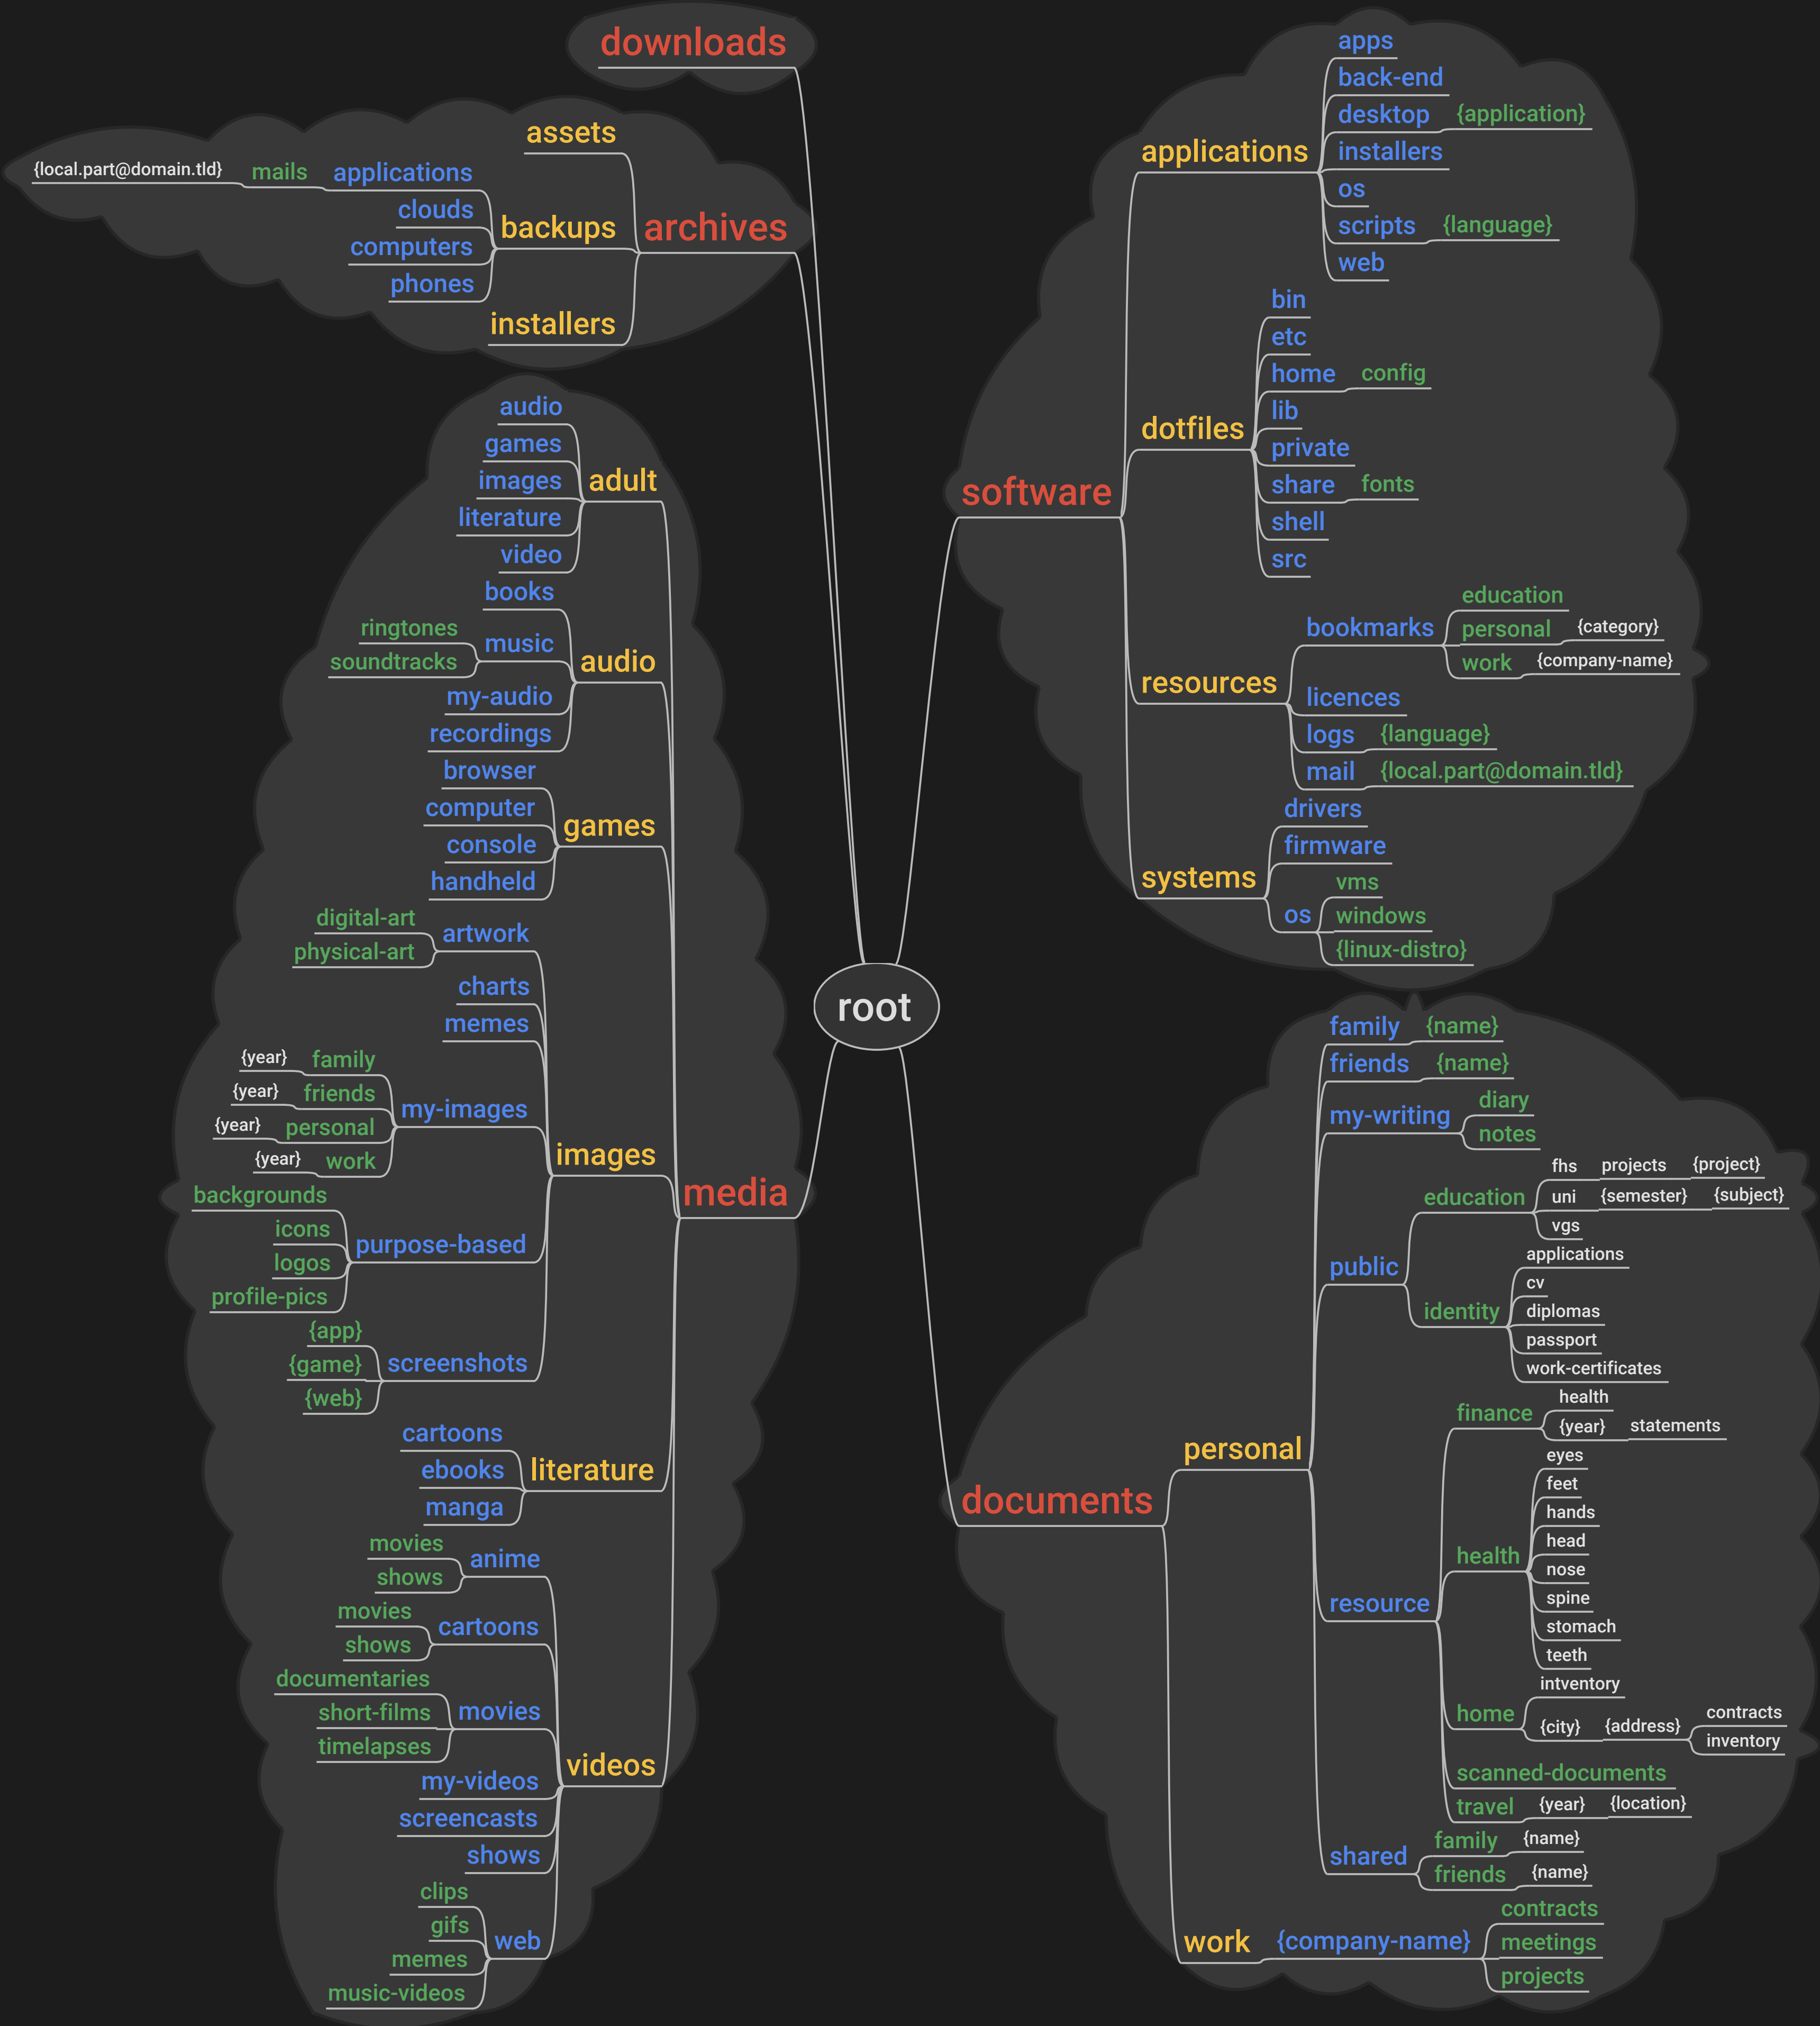 root
downloads
archives
assets
backups
applications
mails
{local.part@domain.tld}
clouds
computers
phones
installers
media
adult
audio
games
images
literature
video
audio
books
music
ringtones
soundtracks
my-audio
recordings
games
browser
computer
console
handheld
images
artwork
digital-art
physical-art
charts
memes
my-images
family
{year}
friends
{year}
personal
{year}
work
{year}
purpose-based
backgrounds
icons
logos
profile-pics
screenshots
{app}
{game}
{web}
literature
cartoons
ebooks
manga
videos
anime
movies
shows
cartoons
movies
shows
movies
documentaries
short-films
timelapses
my-videos
screencasts
shows
web
clips
gifs
memes
music-videos
software
applications
apps
back-end
desktop
{application}
installers
os
scripts
{language}
web
dotfiles
bin
etc
home
config
lib
private
share
fonts
shell
src
resources
bookmarks
education
personal
{category}
work
{company-name}
licences
logs
{language}
mail
{local.part@domain.tld}
systems
drivers
firmware
os
vms
windows
{linux-distro}
documents
personal
family
{name}
friends
{name}
my-writing
diary
notes
public
education
fhs
projects
{project}
uni
{semester}
{subject}
vgs
identity
applications
cv
diplomas
passport
work-certificates
resource
finance
health
{year}
statements
health
eyes
feet
hands
head
nose
spine
stomach
teeth
home
intventory
{city}
{address}
contracts
inventory
scanned-documents
travel
{year}
{location}
shared
family
{name}
friends
{name}
work
{company-name}
contracts
meetings
projects